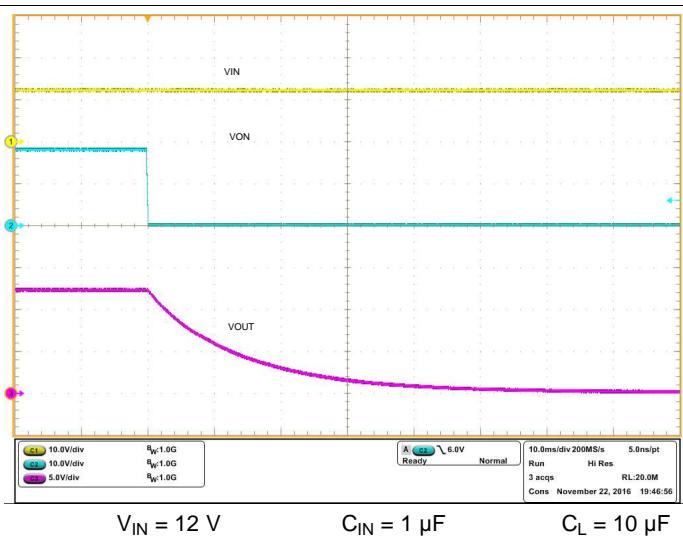 VIN
1
VON
2
VOUT
3
C1 10.0V/div BW:1.0G
C2 10.0V/div BW:1.0G
C3 5.0V/div BW:1.0G
A C2 6.0V
Ready Normal
10.0ms/div 200MS/s 5.0ns/pt
Run Hi Res
3 acqs RL:20.0M
Cons November 22, 2016 19:46:56
VIN = 12 V CIN = 1 µF CL = 10 µF